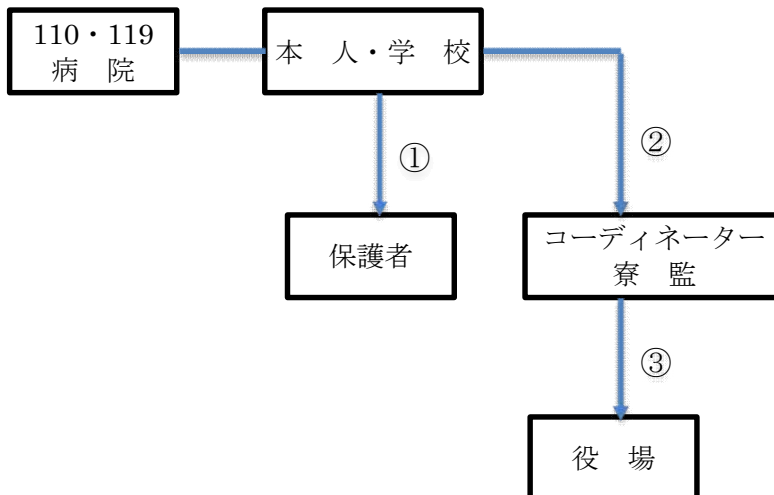 110・119
病　院
本　人・学　校
①
②
保護者
コーディネーター
寮　監
③
役　場